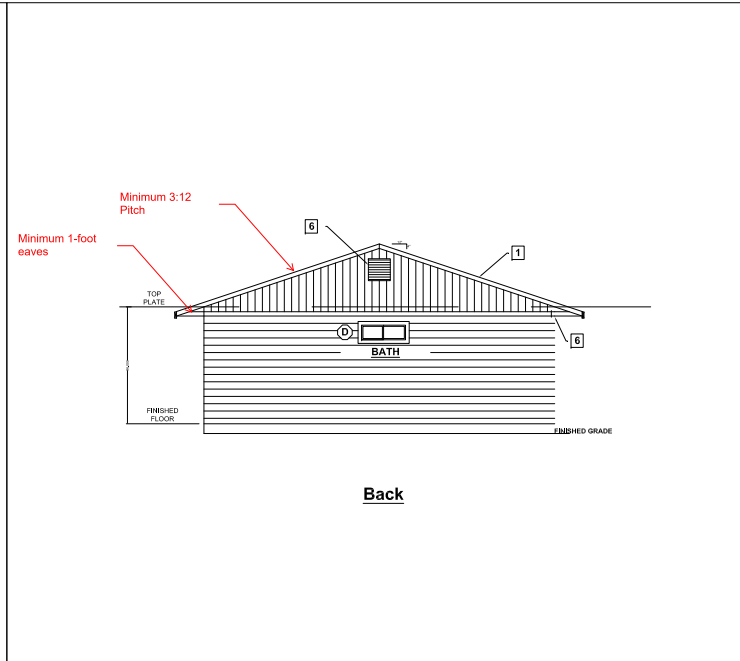 Minimum 3:12
Pitch
6
Minimum 1-foot
eaves
1
TOP
PLATE
D
BATH
6
FINISHED
FLOOR
FINISHED GRADE
Back